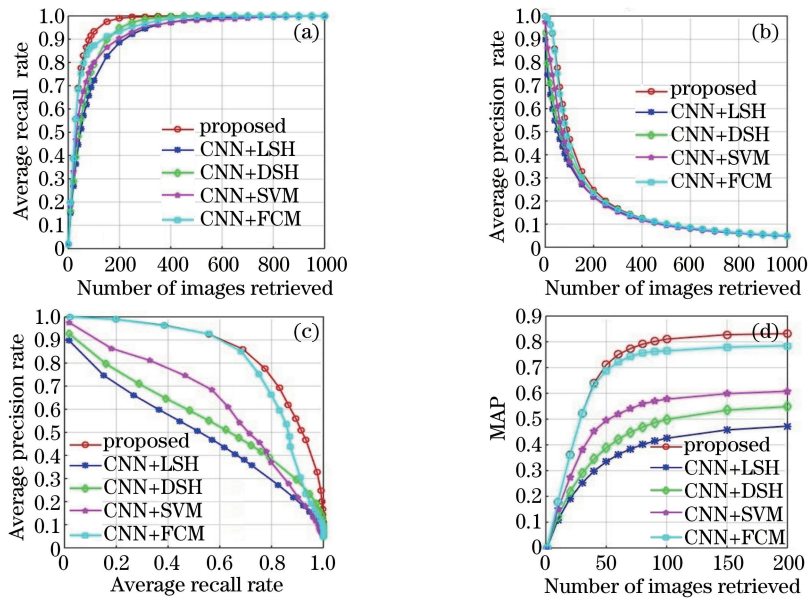 (a)
Average recall rate
1.0
0.9
0.8
0.7
0.6
0.5
0.4
0.3
0.2
0.1
0
proposed
CNN+LSH
CNN+DSH
CNN+SVM
CNN+FCM
0 200 400 600 800 1000
Number of images retrieved
(b)
Average precision rate
1.0
0.9
0.8
0.7
0.6
0.5
0.4
0.3
0.2
0.1
0
proposed
CNN+LSH
CNN+DSH
CNN+SVM
CNN+FCM
0 200 400 600 800 1000
Number of images retrieved
(c)
Average precision rate
1.0
0.9
0.8
0.7
0.6
0.5
0.4
0.3
0.2
0.1
0
proposed
CNN+LSH
CNN+DSH
CNN+SVM
CNN+FCM
0 0.2 0.4 0.6 0.8 1.0
Average recall rate
(d)
MAP
0.9
0.8
0.7
0.6
0.5
0.4
0.3
0.2
0.1
0
proposed
CNN+LSH
CNN+DSH
CNN+SVM
CNN+FCM
0 50 100 150 200
Number of images retrieved